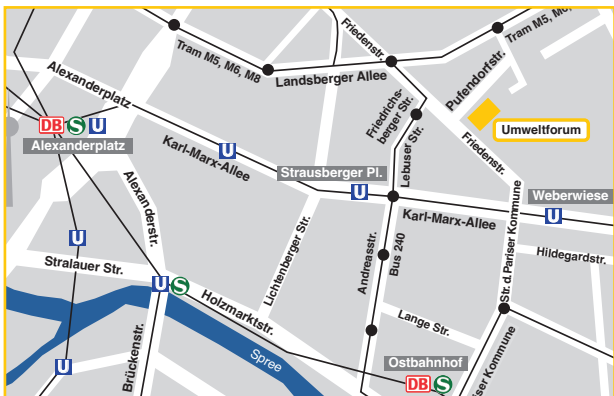 Tram M5, M6, M8
Friedenstr.
Tram M5, M6,
Landsberger Allee
Alexanderplatz
Pufendorfstr.
DB S U
Alexanderplatz
U
Friedrichs-
berger Str.
Umweltforum
Karl-Marx-Allee
Strausberger Pl.
U
Lebuser Str.
Friedenstr.
Weberwiese
U
Karl-Marx-Allee
Alexanderstr.
U
Lichtenberger Str.
Andreasstr.
Bus 240
Str. d. Pariser Kommune
Hildegardstr.
Stralauer Str.
U S
Holzmarktstr.
Lange Str.
Spree
Brückenstr.
U
Ostbahnhof
DB S
iser Kommune